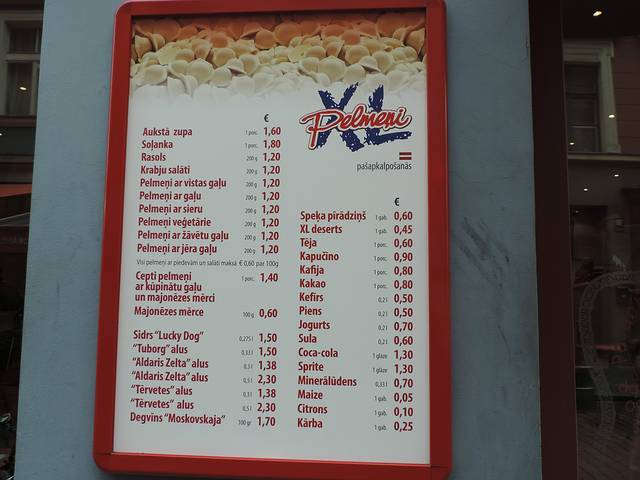 €
Aukstā zupa 1 porc. 1,60
Soļanka 1 porc. 1,80
Rasols 200 g 1,20
Krabju salāti 200 g 1,20
Pelmeņi ar vistas gaļu 200 g 1,20
Pelmeņi ar gaļu 200 g 1,20
Pelmeņi ar sieru 200 g 1,20
Pelmeņi veģetārie 200 g 1,20
Pelmeņi ar žāvētu gaļu 200 g 1,20
Pelmeņi ar jēra gaļu 200 g 1,20
Visi pelmeņi ar piedevām un salāti maksā € 0,60 par 100g
Cepti pelmeņi 1 porc. 1,40
ar kūpinātu gaļu
un majonēzes mērci
Majonēzes mērce 100 g 0,60
Sidrs "Lucky Dog" 0,275 l 1,50
"Tuborg" alus 0,33 l 1,50
"Aldaris Zelta" alus 0,3 l 1,38
"Aldaris Zelta" alus 0,5 l 2,30
"Tērvetes" alus 0,3 l 1,38
"Tērvetes" alus 0,5 l 2,30
Degvīns "Moskovskaja" 100 gr 1,70
XL
Pelmeņi
pašapkalpošanās
€
Speķa pīrādziņš 1 gab. 0,60
XL deserts 1 gab. 0,45
Tēja 1 porc. 0,60
Kapučīno 1 porc. 0,90
Kafija 1 porc. 0,80
Kakao 1 porc. 0,80
Kefīrs 0,2 l 0,50
Piens 0,2 l 0,50
Jogurts 0,2 l 0,70
Sula 0,2 l 0,60
Coca-cola 1 glāze 1,30
Sprite 1 glāze 1,30
Minerālūdens 0,33 l 0,70
Maize 1 gab. 0,05
Citrons 1 gab. 0,10
Kārba 1 gab. 0,25